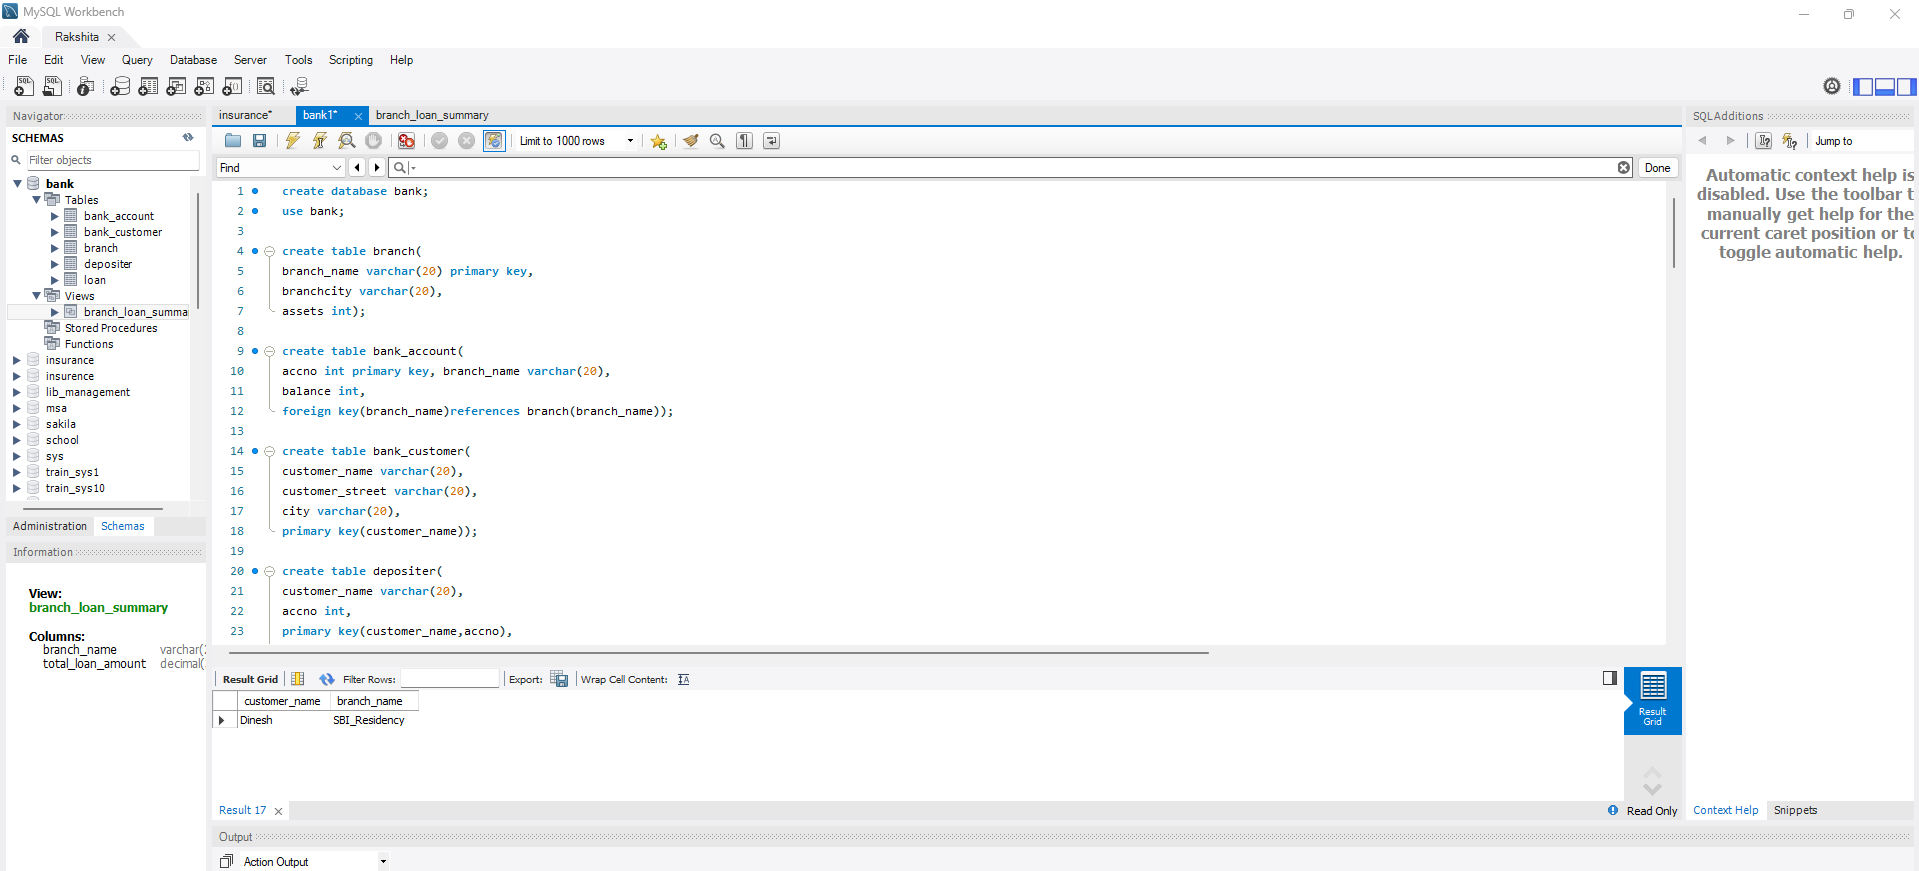 MySQL Workbench
Rakshita
File Edit View Query Database Server Tools Scripting Help
Navigator
SCHEMAS
Filter objects
bank
Tables
bank_account
bank_customer
branch
depositer
loan
Views
branch_loan_summa
Stored Procedures
Functions
insurance
insurence
lib_management
msa
sakila
school
sys
train_sys1
train_sys10
Administration Schemas
Information
View:
branch_loan_summary
Columns:
branch_name varchar(2
total_loan_amount decimal(
insurance* bank1* branch_loan_summary
Limit to 1000 rows
Find
Done
1 create database bank;
2 use bank;
3
4 create table branch(
5 branch_name varchar(20) primary key,
6 branchcity varchar(20),
7 assets int);
8
9 create table bank_account(
10 accno int primary key, branch_name varchar(20),
11 balance int,
12 foreign key(branch_name)references branch(branch_name));
13
14 create table bank_customer(
15 customer_name varchar(20),
16 customer_street varchar(20),
17 city varchar(20),
18 primary key(customer_name));
19
20 create table depositer(
21 customer_name varchar(20),
22 accno int,
23 primary key(customer_name,accno),
Result Grid Filter Rows: Export: Wrap Cell Content:
customer_name branch_name
Dinesh SBI_Residency
Result
Grid
Result 17
Read Only
Output
Action Output
SQLAdditions
Jump to
Automatic context help is
disabled. Use the toolbar t
manually get help for the
current caret position or to
toggle automatic help.
Context Help Snippets